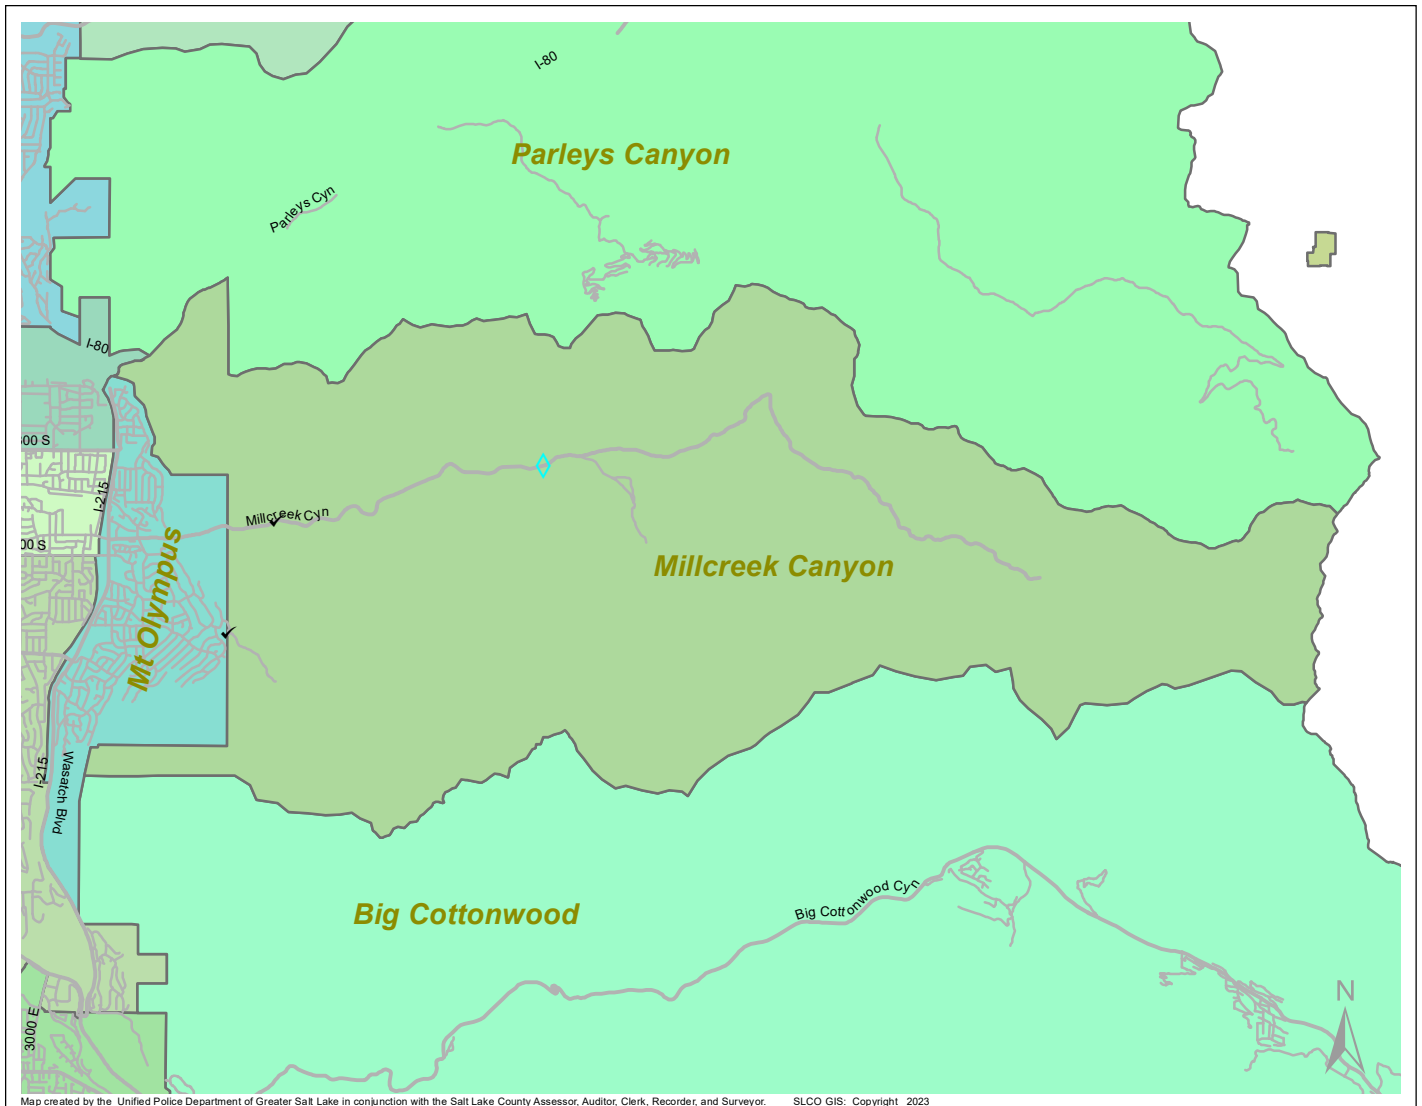 I-80
Parleys Canyon
Parleys Cyn
I-80
00 S
I-215
Millcreek Cyn
00 S
Mt Olympus
Millcreek Canyon
I-215
Wasatch Blvd
Big Cottonwood Cyn
Big Cottonwood
N
3000 E
Map created by the Unified Police Department of Greater Salt Lake in conjunction with the Salt Lake County Assessor, Auditor, Clerk, Recorder, and Surveyor. SLCO GIS: Copyright 2023